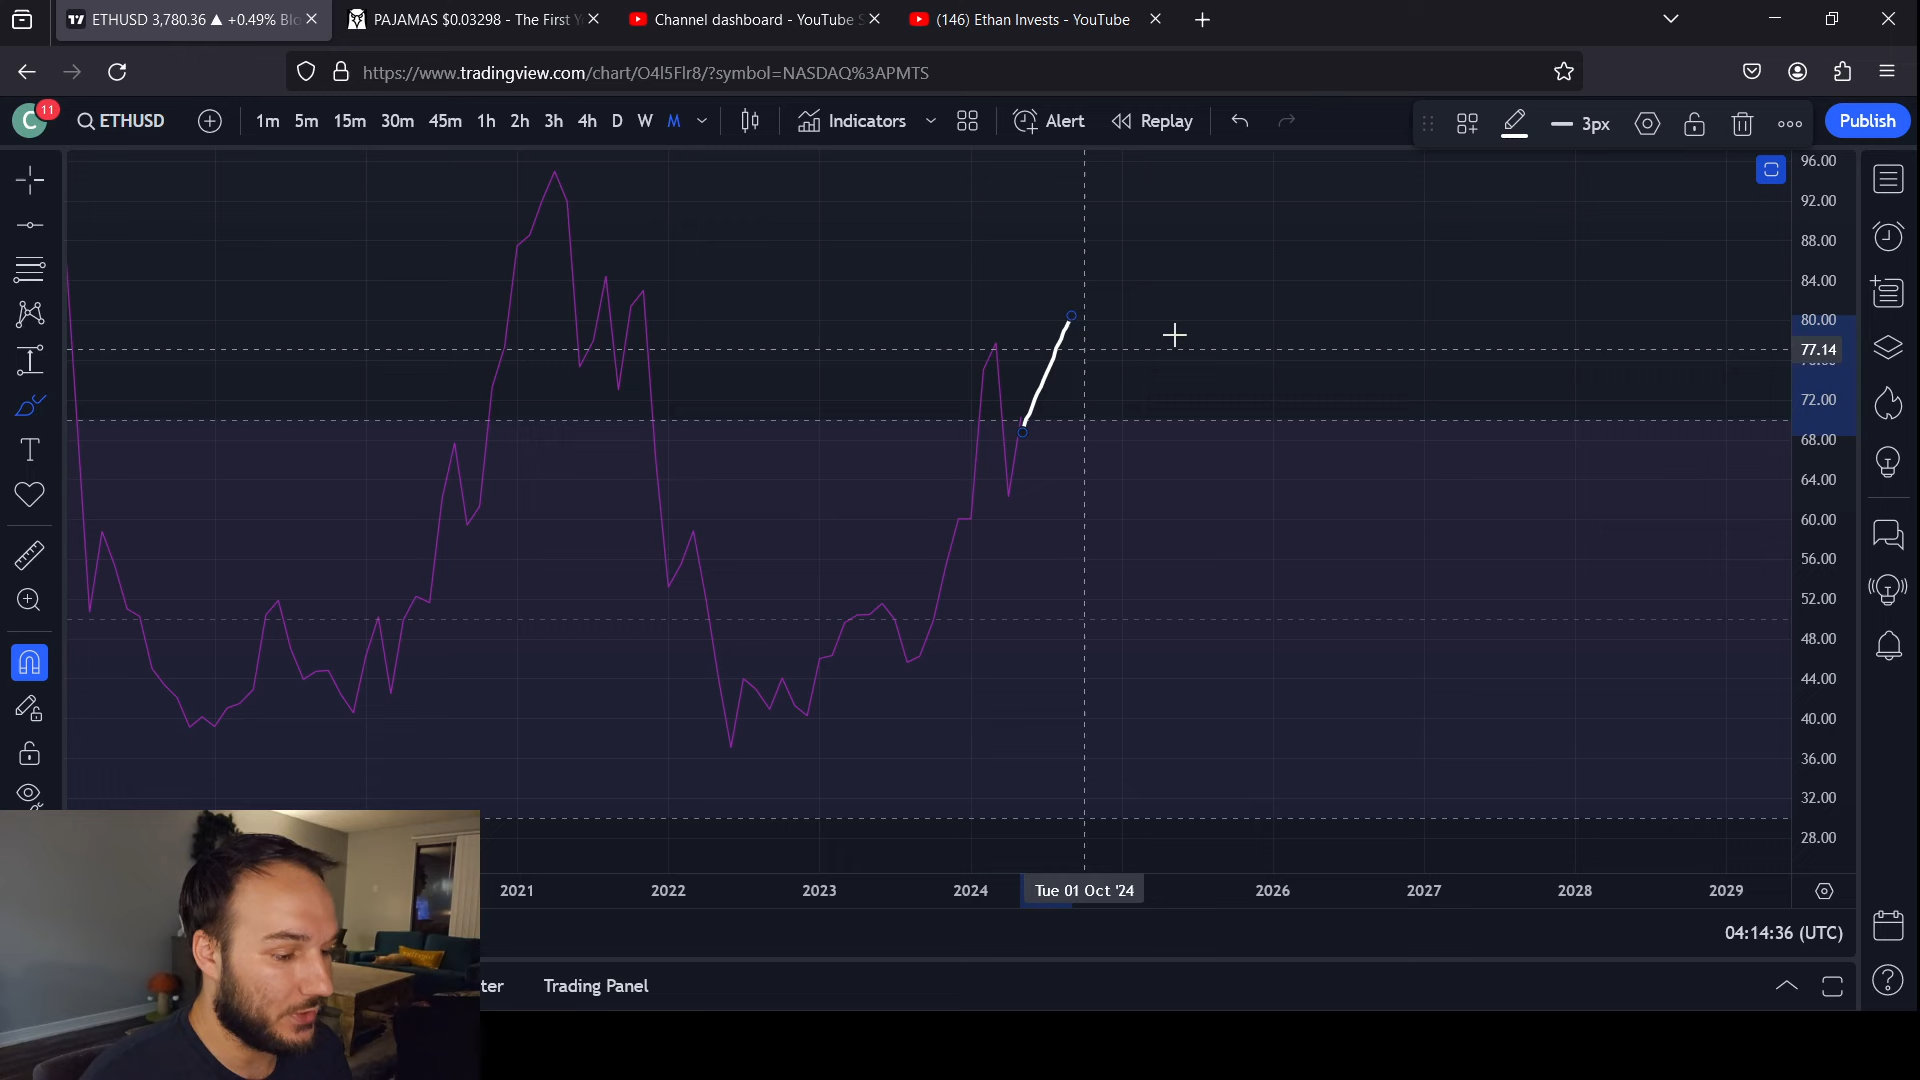 ETHUSD 3,780.36 ▲ +0.49% Blo
PAJAMAS $0.03298 - The First Y
Channel dashboard - YouTube S
(146) Ethan Invests - YouTube
https://www.tradingview.com/chart/O4l5Flr8/?symbol=NASDAQ%3APMTS
C
11
ETHUSD
1m 5m 15m 30m 45m 1h 2h 3h 4h D W M
Indicators
Alert
Replay
3px
Publish
96.00
92.00
88.00
84.00
80.00
77.14
72.00
68.00
64.00
60.00
56.00
52.00
48.00
44.00
40.00
36.00
32.00
28.00
2021
2022
2023
2024
Tue 01 Oct '24
2026
2027
2028
2029
04:14:36 (UTC)
ter
Trading Panel